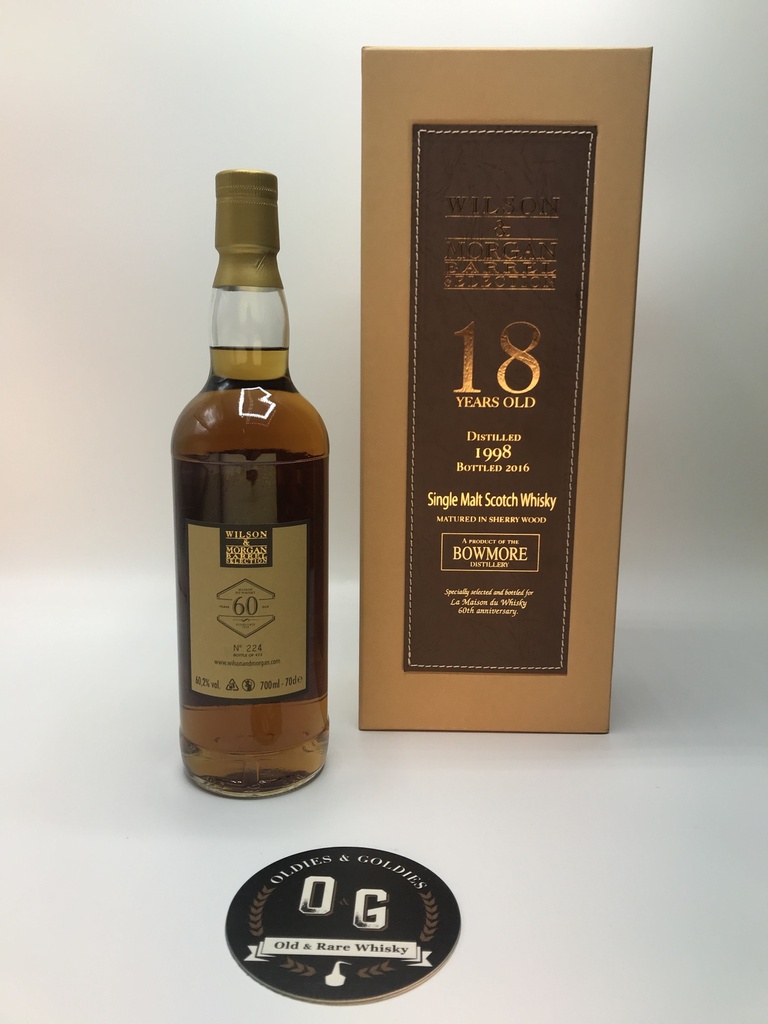 WILSON
&
MORGAN
BARREL
SELECTION
18
YEARS OLD
DISTILLED
1998
BOTTLED 2016
Single Malt Scotch Whisky
MATURED IN SHERRY WOOD
A PRODUCT OF THE
BOWMORE
DISTILLERY
Specially selected and bottled for
La Maison du Whisky
60th anniversary.
WILSON
&
MORGAN
BARREL
SELECTION
60
N° 224
www.wilsonandmorgan.com
60,2% vol. 700ml - 70cl e
OLDIES & GOLDIES
O & G
Old & Rare Whisky